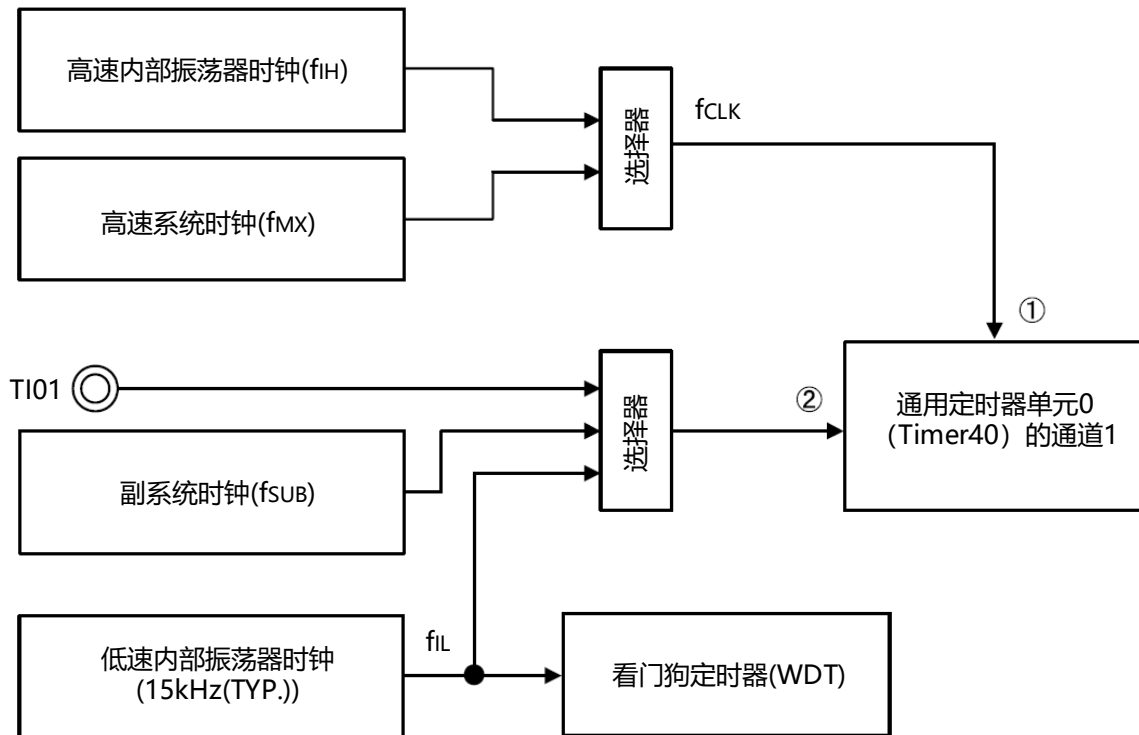 高速内部振荡器时钟(fIH)
选择器
fCLK
高速系统时钟(fMX)
①
TI01
选择器
②
通用定时器单元0
（Timer40）的通道1
副系统时钟(fSUB)
低速内部振荡器时钟
(15kHz(TYP.))
fIL
看门狗定时器(WDT)